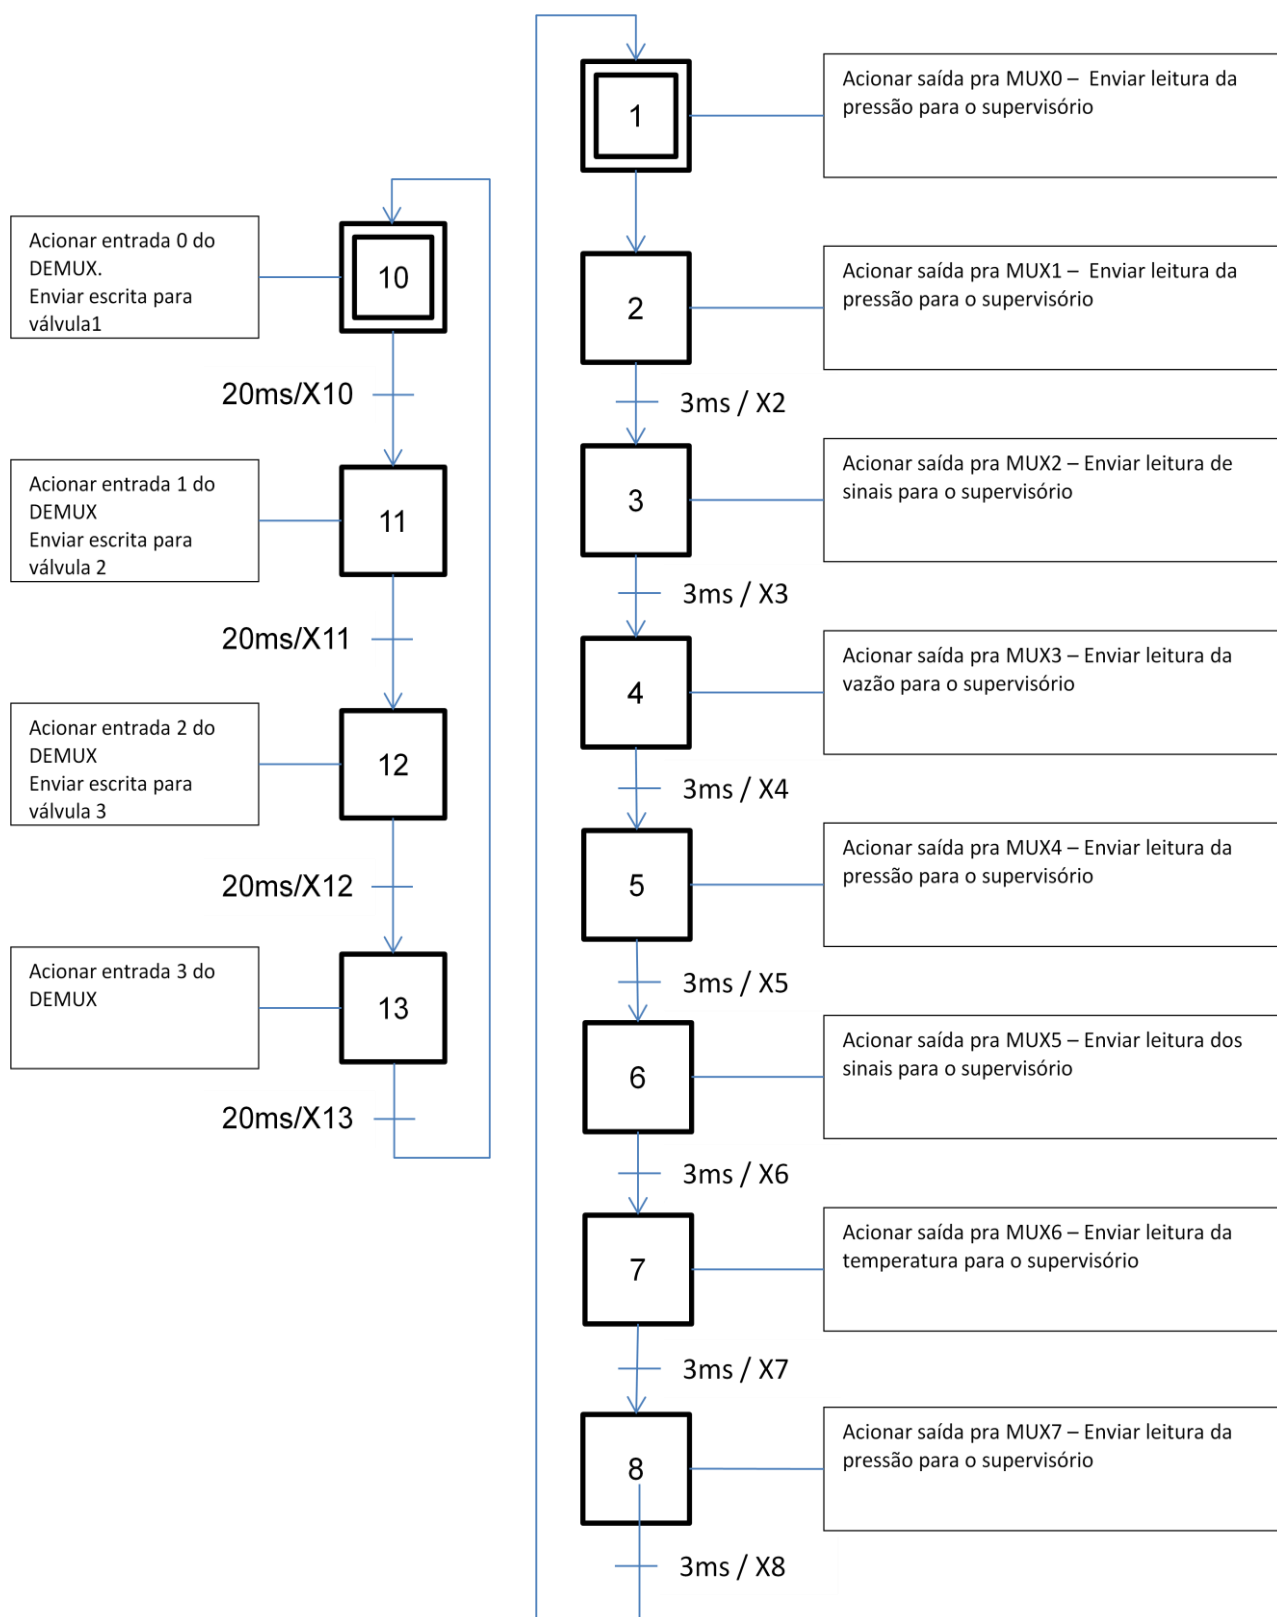 Acionar entrada 0 do
DEMUX.
Enviar escrita para
válvula1
10
20ms/X10
Acionar entrada 1 do
DEMUX
Enviar escrita para
válvula 2
11
20ms/X11
Acionar entrada 2 do
DEMUX
Enviar escrita para
válvula 3
12
20ms/X12
Acionar entrada 3 do
DEMUX
13
20ms/X13
1
Acionar saída pra MUX0 – Enviar leitura da
pressão para o supervisório
2
Acionar saída pra MUX1 – Enviar leitura da
pressão para o supervisório
3ms / X2
3
Acionar saída pra MUX2 – Enviar leitura de
sinais para o supervisório
3ms / X3
4
Acionar saída pra MUX3 – Enviar leitura da
vazão para o supervisório
3ms / X4
5
Acionar saída pra MUX4 – Enviar leitura da
pressão para o supervisório
3ms / X5
6
Acionar saída pra MUX5 – Enviar leitura dos
sinais para o supervisório
3ms / X6
7
Acionar saída pra MUX6 – Enviar leitura da
temperatura para o supervisório
3ms / X7
8
Acionar saída pra MUX7 – Enviar leitura da
pressão para o supervisório
3ms / X8